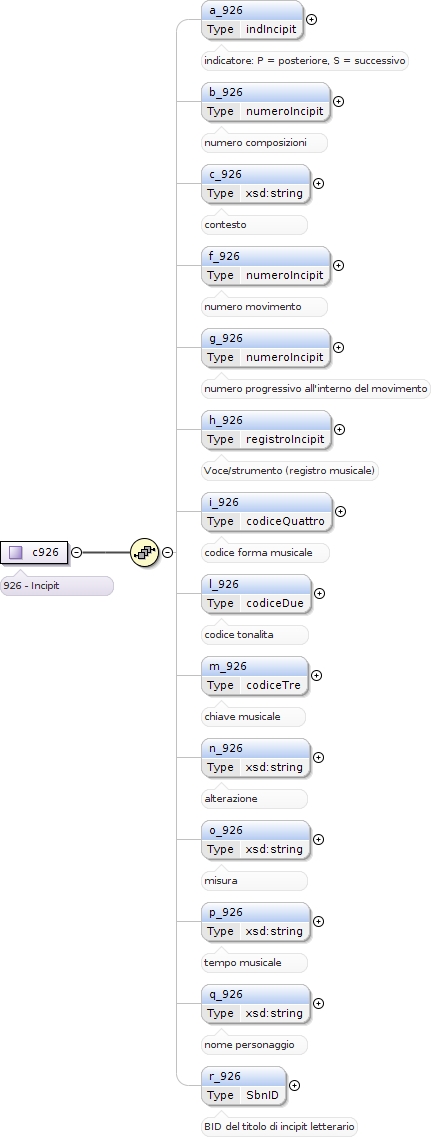 a_926
Type indIncipit
indicatore: P = posteriore, S = successivo
b_926
Type numeroIncipit
numero composizioni
c_926
Type xsd:string
contesto
f_926
Type numeroIncipit
numero movimento
g_926
Type numeroIncipit
numero progressivo all'interno del movimento
h_926
Type registroIncipit
Voce/strumento (registro musicale)
i_926
Type codiceQuattro
codice forma musicale
c926
926 - Incipit
l_926
Type codiceDue
codice tonalita
m_926
Type codiceTre
chiave musicale
n_926
Type xsd:string
alterazione
o_926
Type xsd:string
misura
p_926
Type xsd:string
tempo musicale
q_926
Type xsd:string
nome personaggio
r_926
Type SbnID
BID del titolo di incipit letterario